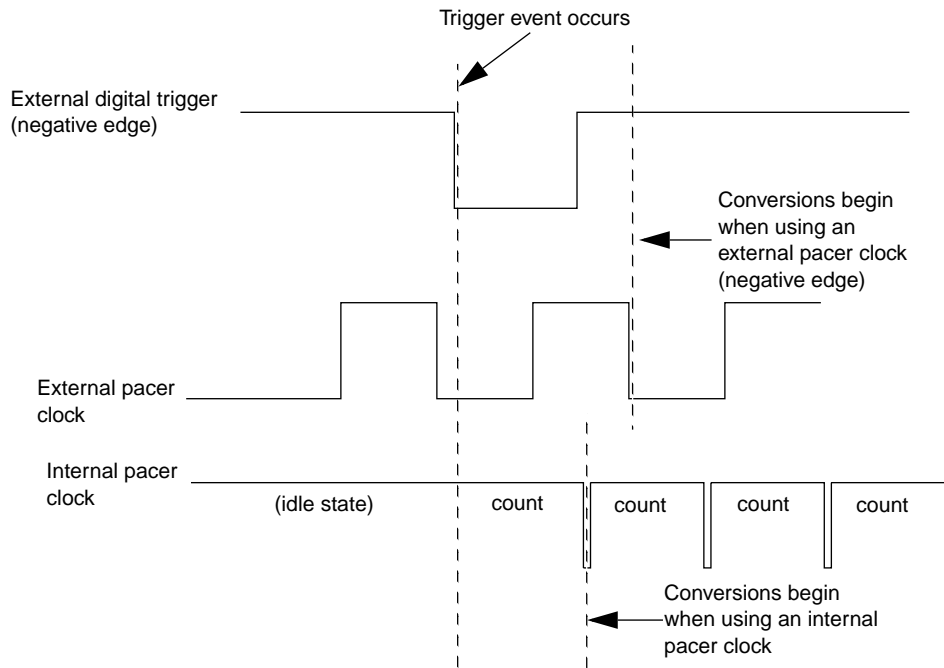 Trigger event occurs
External digital trigger
(negative edge)
Conversions begin
when using an
external pacer clock
(negative edge)
External pacer
clock
Internal pacer
clock
(idle state)
count
count
count
count
Conversions begin
when using an internal
pacer clock